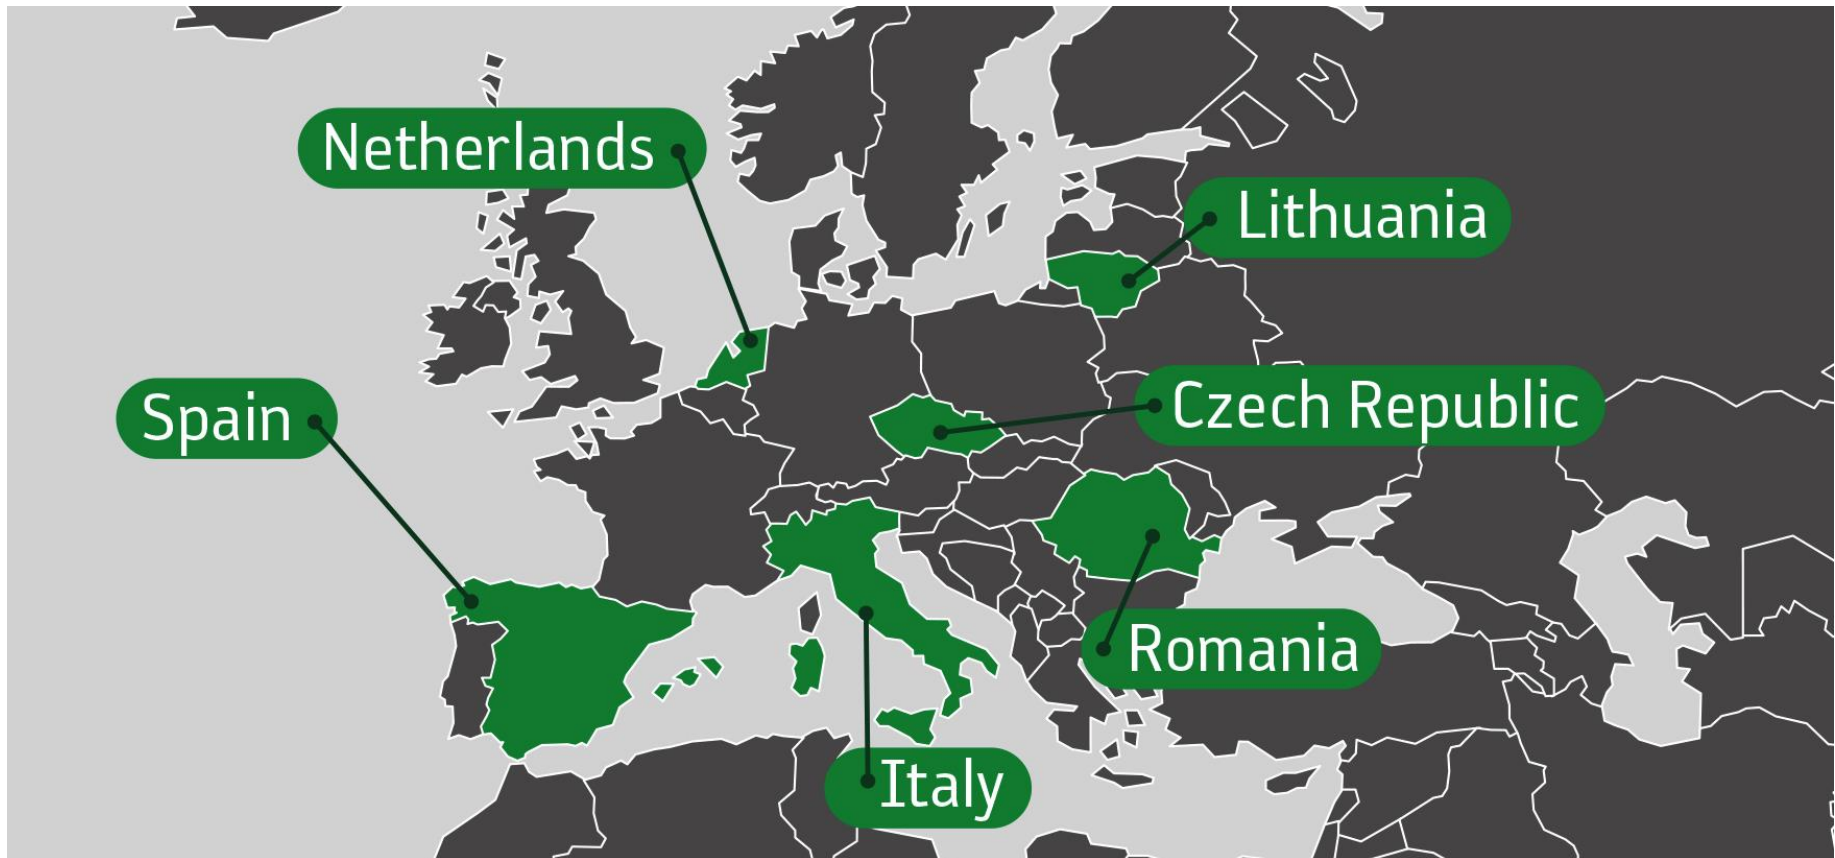 Netherlands
Lithuania
Spain
Czech Republic
Romania
Italy